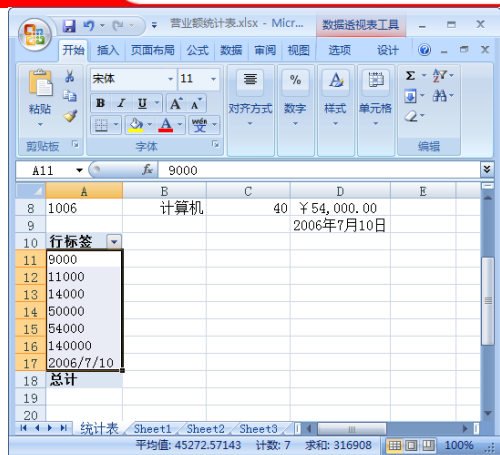 营业额统计表.xlsx - Micr... 数据透视表工具
开始 插入 页面布局 公式 数据 审阅 视图 选项 设计
粘贴 宋体 11 B I U A A A wén 变 对齐方式 % 数字 A 样式 单元格 Σ
剪贴板 字体 编辑
A11 fx 9000
A B C D E
8 1006 计算机 40 ¥54,000.00
9 2006年7月10日
10 行标签
11 9000
12 11000
13 14000
14 50000
15 54000
16 140000
17 2006/7/10
18 总计
19
20
统计表 Sheet1 Sheet2 Sheet3
平均值: 45272.57143 计数: 7 求和: 316908 100%